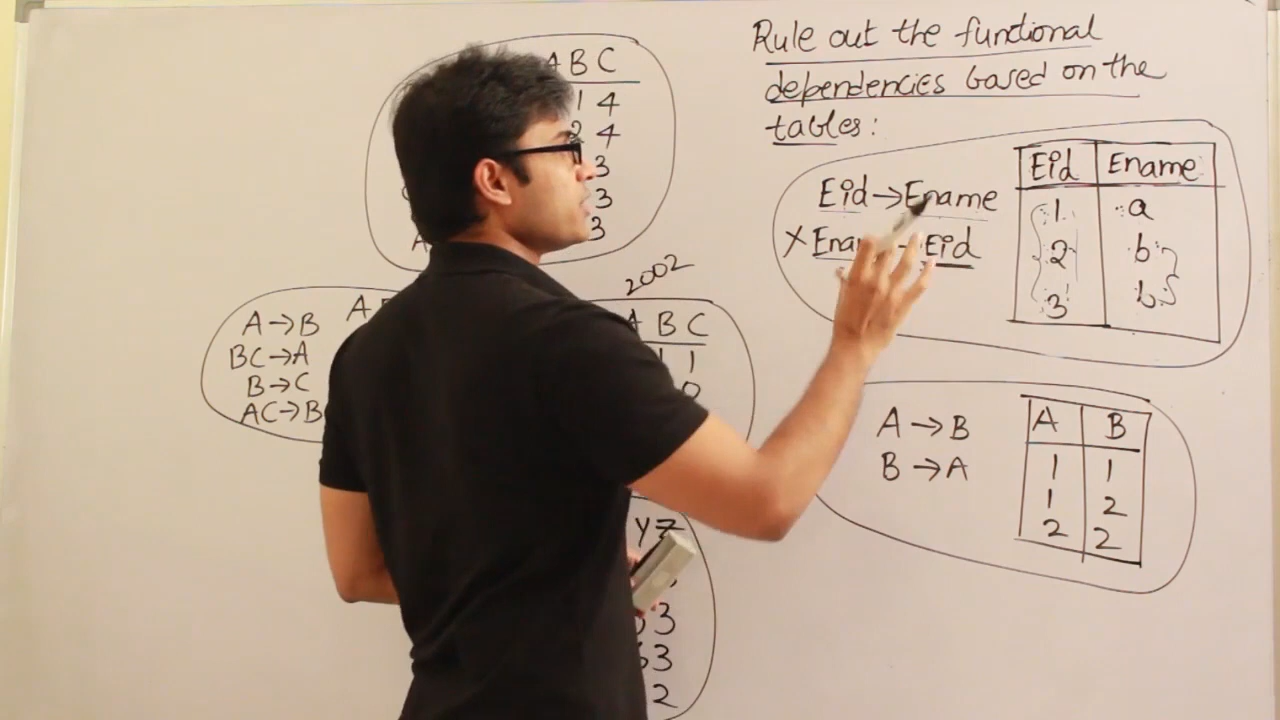 Rule out the functional
dependencies based on the
tables:
Eid Ename
Eid→Ename
1 a
X Eid
2 b
3 b
A B C
1 4
2 4
3
3
3
2002
A→B
BC→A
B→C
AC→B
A
A B C
1 1
0
A→B
B→A
A B
1 1
1 2
2 2
y z
3
3
2